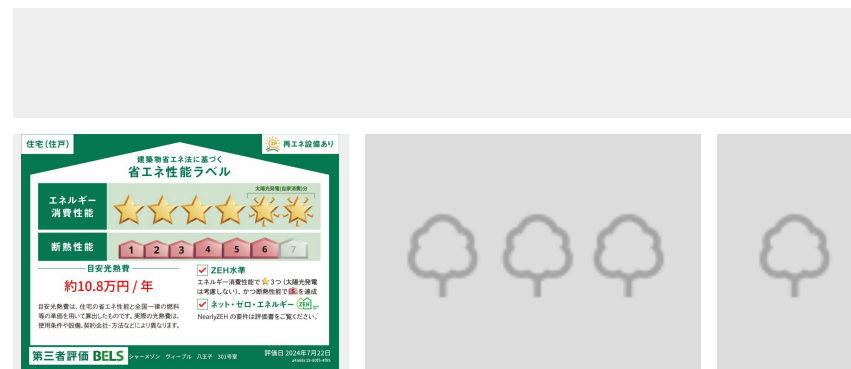 住宅(住戸)
再エネ設備あり
建築物省エネ法に基づく
省エネ性能ラベル
太陽光発電(自家消費)分
エネルギー
消費性能
断熱性能
1 2 3 4 5 6 7
目安光熱費
約10.8万円 / 年
目安光熱費は、住宅の省エネ性能と全国一律の燃料
等の単価を用いて算出したものです。実際の光熱費は、
使用条件や設備、契約会社・方法などにより異なります。
ZEH水準
エネルギー消費性能で 3つ (太陽光発電
は考慮しない)、かつ断熱性能で 5 を達成
ネット・ゼロ・エネルギー ZEH
NearlyZEH の要件は評価書をご覧ください。
第三者評価 BELS
シャーメゾン ヴィーブル 八王子 301号室
評価日 2024年7月22日